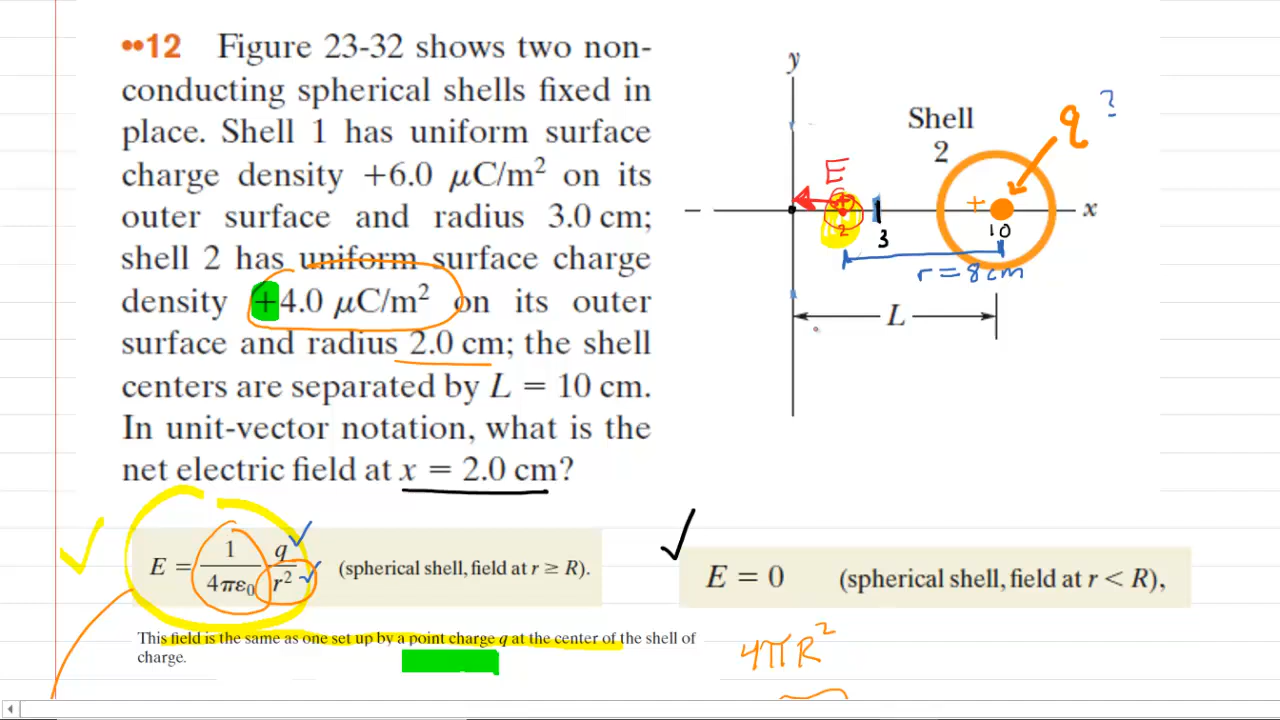 ••12 Figure 23-32 shows two non-
conducting spherical shells fixed in
place. Shell 1 has uniform surface
charge density +6.0 μC/m² on its
outer surface and radius 3.0 cm;
shell 2 has uniform surface charge
density +4.0 μC/m² on its outer
surface and radius 2.0 cm; the shell
centers are separated by L = 10 cm.
In unit-vector notation, what is the
net electric field at x = 2.0 cm?
y
Shell
2
q ?
E
+
x
2
3
10
r = 8 cm
L
E = 1/4πε₀ q/r² (spherical shell, field at r ≥ R).
E = 0 (spherical shell, field at r < R),
This field is the same as one set up by a point charge q at the center of the shell of
charge.
4πR²